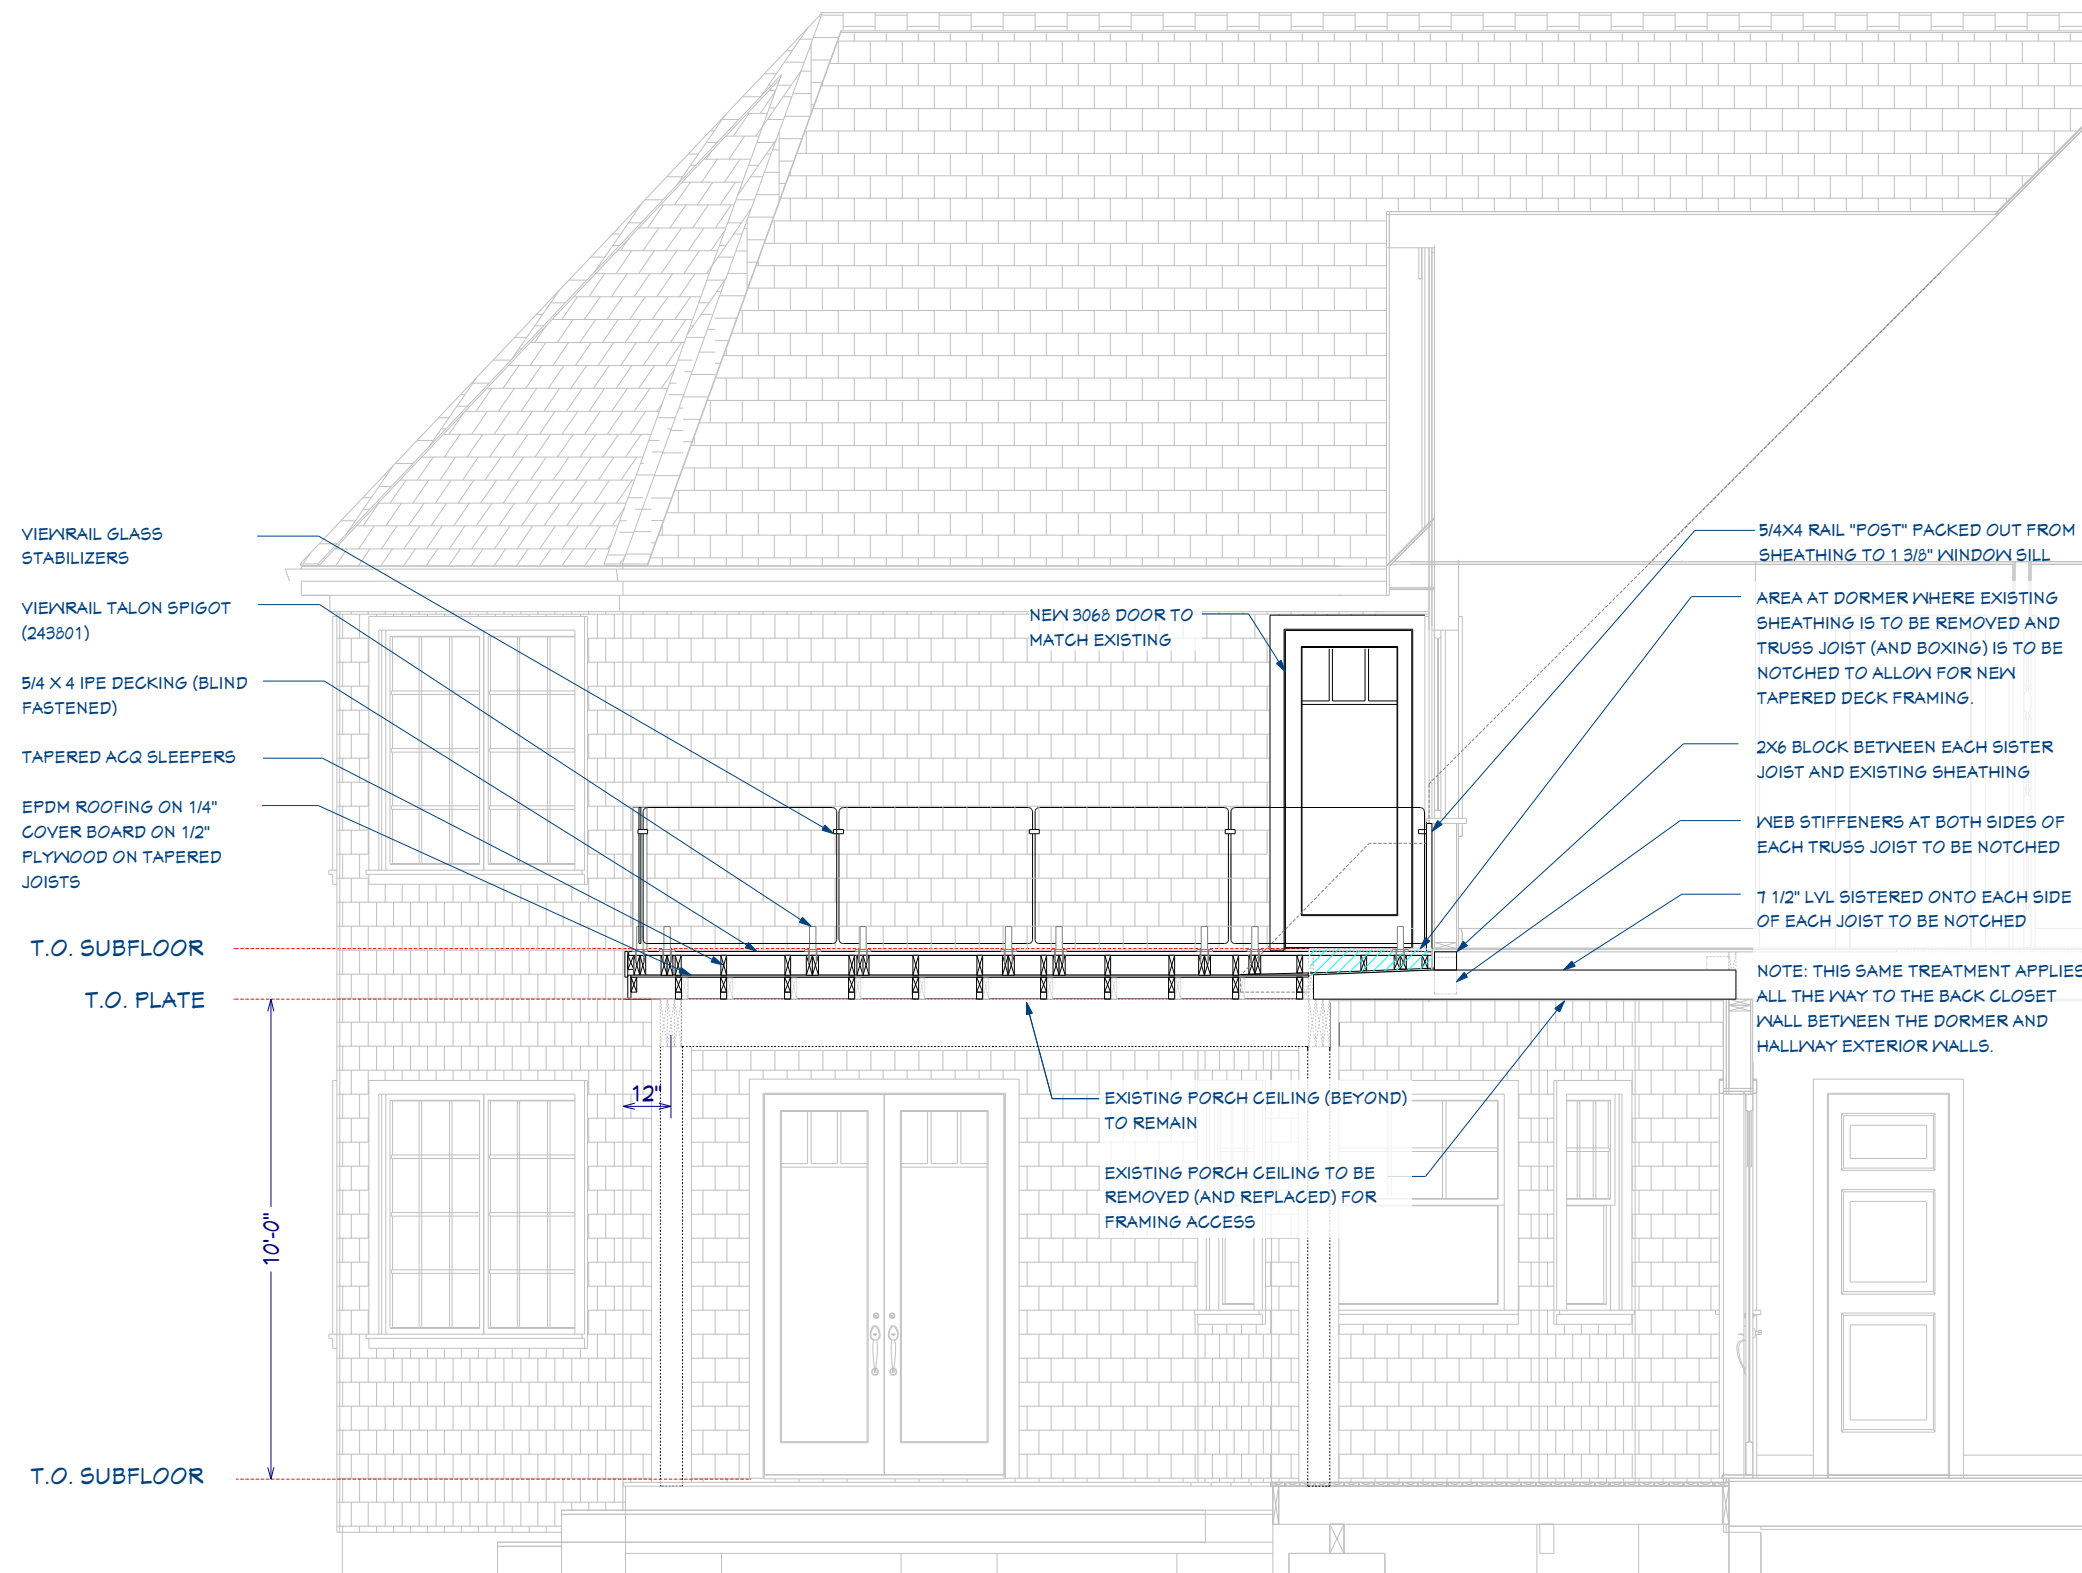 VIEWRAIL GLASS
STABILIZERS
VIEWRAIL TALON SPIGOT
(243801)
5/4 X 4 IPE DECKING (BLIND
FASTENED)
TAPERED ACQ SLEEPERS
EPDM ROOFING ON 1/4"
COVER BOARD ON 1/2"
PLYWOOD ON TAPERED
JOISTS
T.O. SUBFLOOR
T.O. PLATE
10'-0"
T.O. SUBFLOOR
12"
NEW 3068 DOOR TO
MATCH EXISTING
EXISTING PORCH CEILING (BEYOND)
TO REMAIN
EXISTING PORCH CEILING TO BE
REMOVED (AND REPLACED) FOR
FRAMING ACCESS
5/4X4 RAIL "POST" PACKED OUT FROM
SHEATHING TO 1 3/8" WINDOW SILL
AREA AT DORMER WHERE EXISTING
SHEATHING IS TO BE REMOVED AND
TRUSS JOIST (AND BOXING) IS TO BE
NOTCHED TO ALLOW FOR NEW
TAPERED DECK FRAMING.
2X6 BLOCK BETWEEN EACH SISTER
JOIST AND EXISTING SHEATHING
WEB STIFFENERS AT BOTH SIDES OF
EACH TRUSS JOIST TO BE NOTCHED
7 1/2" LVL SISTERED ONTO EACH SIDE
OF EACH JOIST TO BE NOTCHED
NOTE: THIS SAME TREATMENT APPLIES
ALL THE WAY TO THE BACK CLOSET
WALL BETWEEN THE DORMER AND
HALLWAY EXTERIOR WALLS.